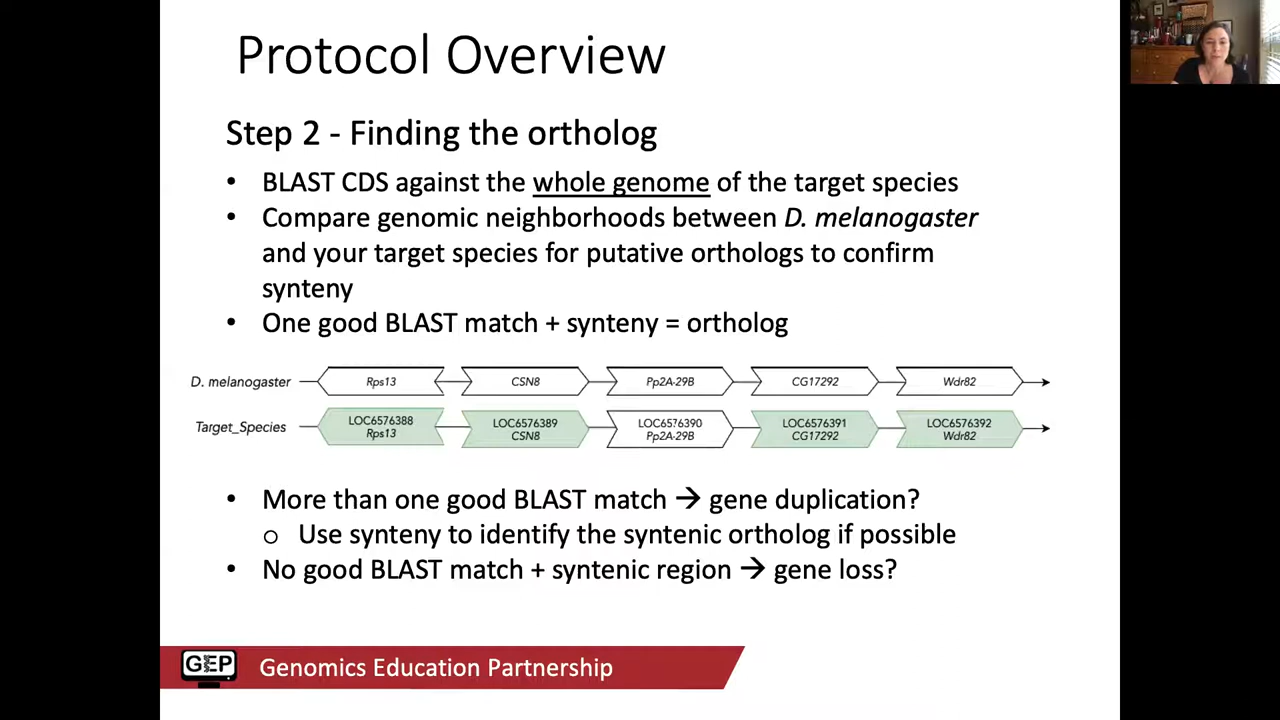 Protocol Overview
Step 2 - Finding the ortholog
• BLAST CDS against the whole genome of the target species
• Compare genomic neighborhoods between D. melanogaster
and your target species for putative orthologs to confirm
synteny
• One good BLAST match + synteny = ortholog
D. melanogaster Rps13 CSN8 Pp2A-29B CG17292 Wdr82
Target_Species
LOC6576388 LOC6576389 LOC6576390 LOC6576391 LOC6576392
Rps13 CSN8 Pp2A-29B CG17292 Wdr82
• More than one good BLAST match → gene duplication?
o Use synteny to identify the syntenic ortholog if possible
• No good BLAST match + syntenic region → gene loss?
GEP Genomics Education Partnership